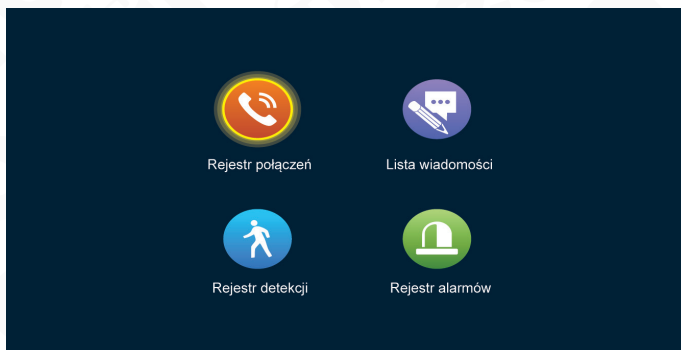 Rejestr połączeń
Lista wiadomości
Rejestr detekcji
Rejestr alarmów